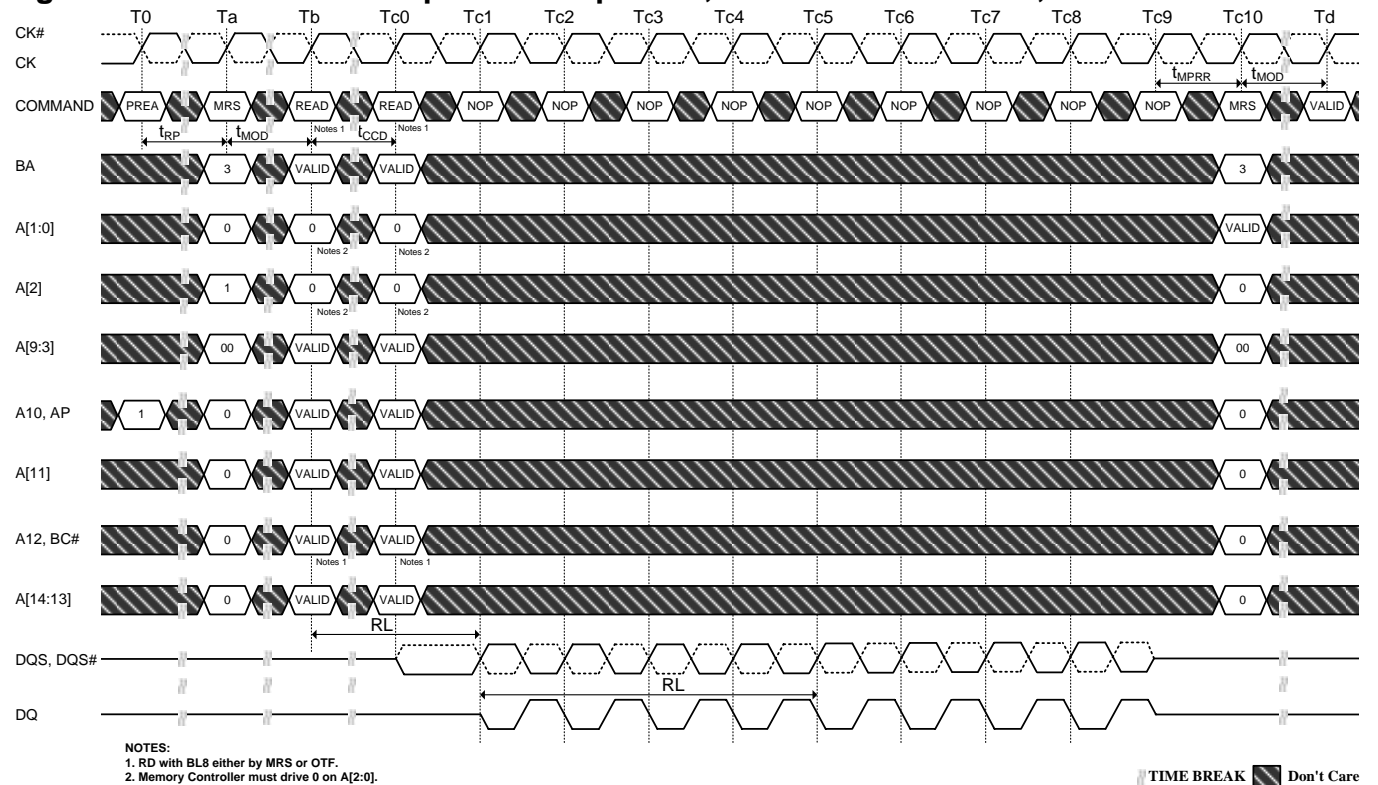 T0 Ta Tb Tc0 Tc1 Tc2 Tc3 Tc4 Tc5 Tc6 Tc7 Tc8 Tc9 Tc10 Td
CK#
CK
tMPRR tMOD
COMMAND PREA MRS READ READ NOP NOP NOP NOP NOP NOP NOP NOP NOP MRS VALID
Notes 1 Notes 1
tRP tMOD tCCD
BA 3 VALID VALID 3
A[1:0] 0 0 0 VALID
Notes 2 Notes 2
A[2] 1 0 0 0
Notes 2 Notes 2
A[9:3] 00 VALID VALID 00
A10, AP 1 0 VALID VALID 0
A[11] 0 VALID VALID 0
A12, BC# 0 VALID VALID 0
Notes 1 Notes 1
A[14:13] 0 VALID VALID 0
RL
DQS, DQS#
RL
DQ
NOTES:
1. RD with BL8 either by MRS or OTF.
2. Memory Controller must drive 0 on A[2:0].
TIME BREAK Don't Care